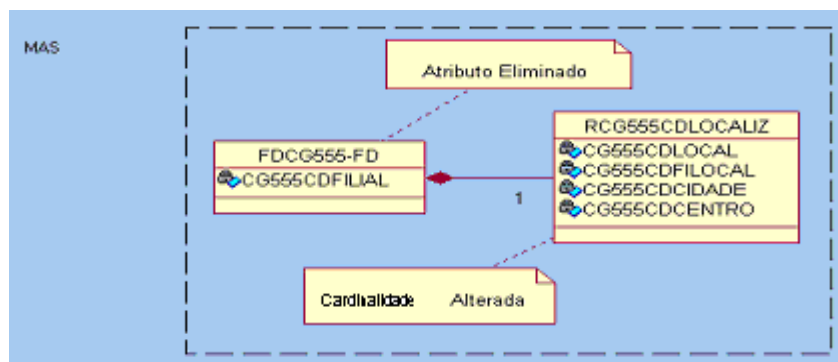 MAS
Atributo Eliminado
RCG555CDLOCALIZ
CG555CDLOCAL
CG555CDFILOCAL
CG555CDCIDADE
CG555CDCENTRO
FDCG555-FD
CG555CDFILIAL
1
Cardinalidade Alterada